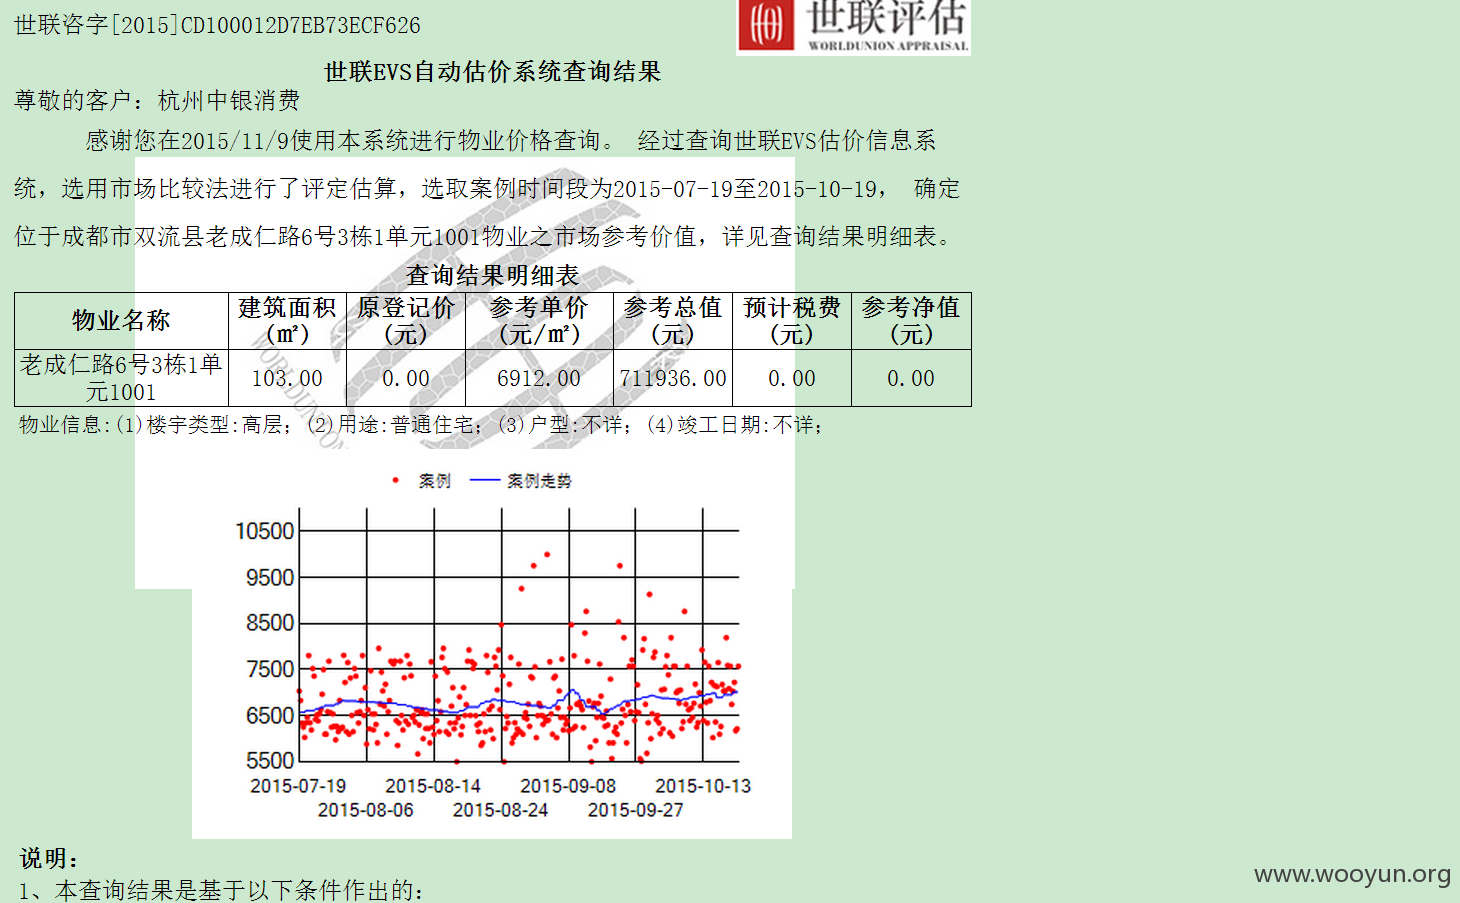 世联咨字[2015]CD100012D7EB73ECF626
世联评估
WORLDUNION APPRAISAL
世联EVS自动估价系统查询结果
尊敬的客户：杭州中银消费
感谢您在2015/11/9使用本系统进行物业价格查询。 经过查询世联EVS估价信息系
统，选用市场比较法进行了评定估算，选取案例时间段为2015-07-19至2015-10-19， 确定
位于成都市双流县老成仁路6号3栋1单元1001物业之市场参考价值，详见查询结果明细表。
查询结果明细表
物业名称 建筑面积(㎡) 原登记价(元) 参考单价(元/㎡) 参考总值(元) 预计税费(元) 参考净值(元)
老成仁路6号3栋1单元1001 103.00 0.00 6912.00 711936.00 0.00 0.00
物业信息:(1)楼宇类型:高层；(2)用途:普通住宅；(3)户型:不详；(4)竣工日期:不详；
WORLDUNION
案例 案例走势
10500
9500
8500
7500
6500
5500
2015-07-19 2015-08-14 2015-09-08 2015-10-13
2015-08-06 2015-08-24 2015-09-27
说明：
1、本查询结果是基于以下条件作出的：
www.wooyun.org